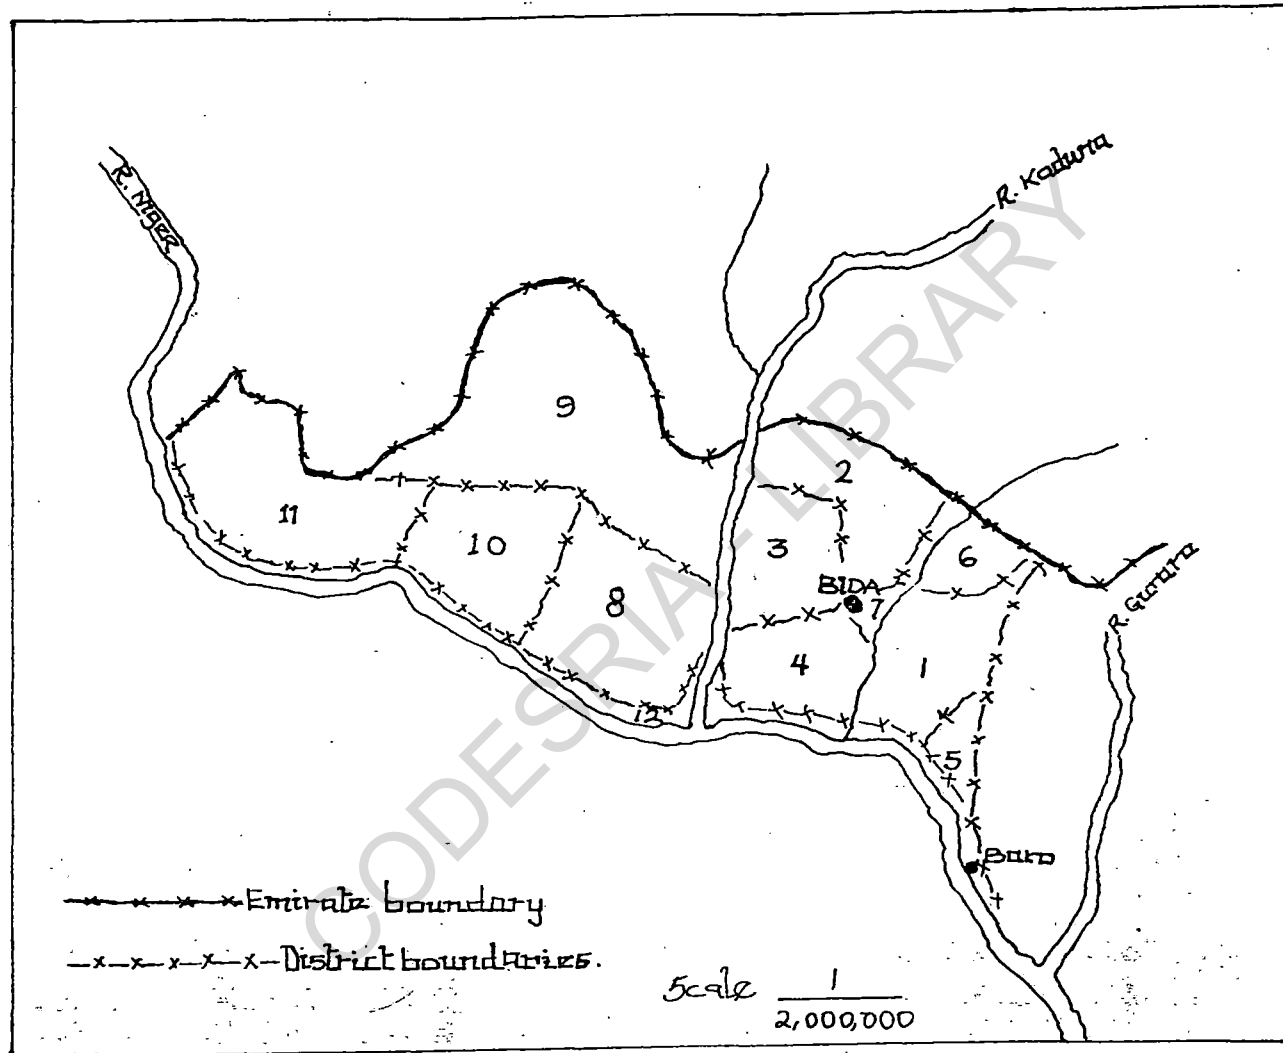 R. Niger
R. Kaduna
9
2
11
10
3
6
8
BIDA
7
4
1
12
5
R. Gurara
Baro
Emirate boundary
District boundaries.
Scale 1
2,000,000
CODESRIA - LIBRARY